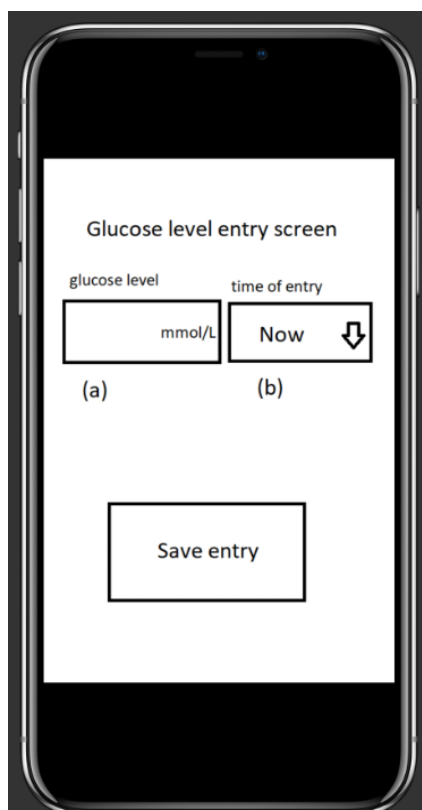 Glucose level entry screen
glucose level
time of entry
mmol/L
Now
(a)
(b)
Save entry